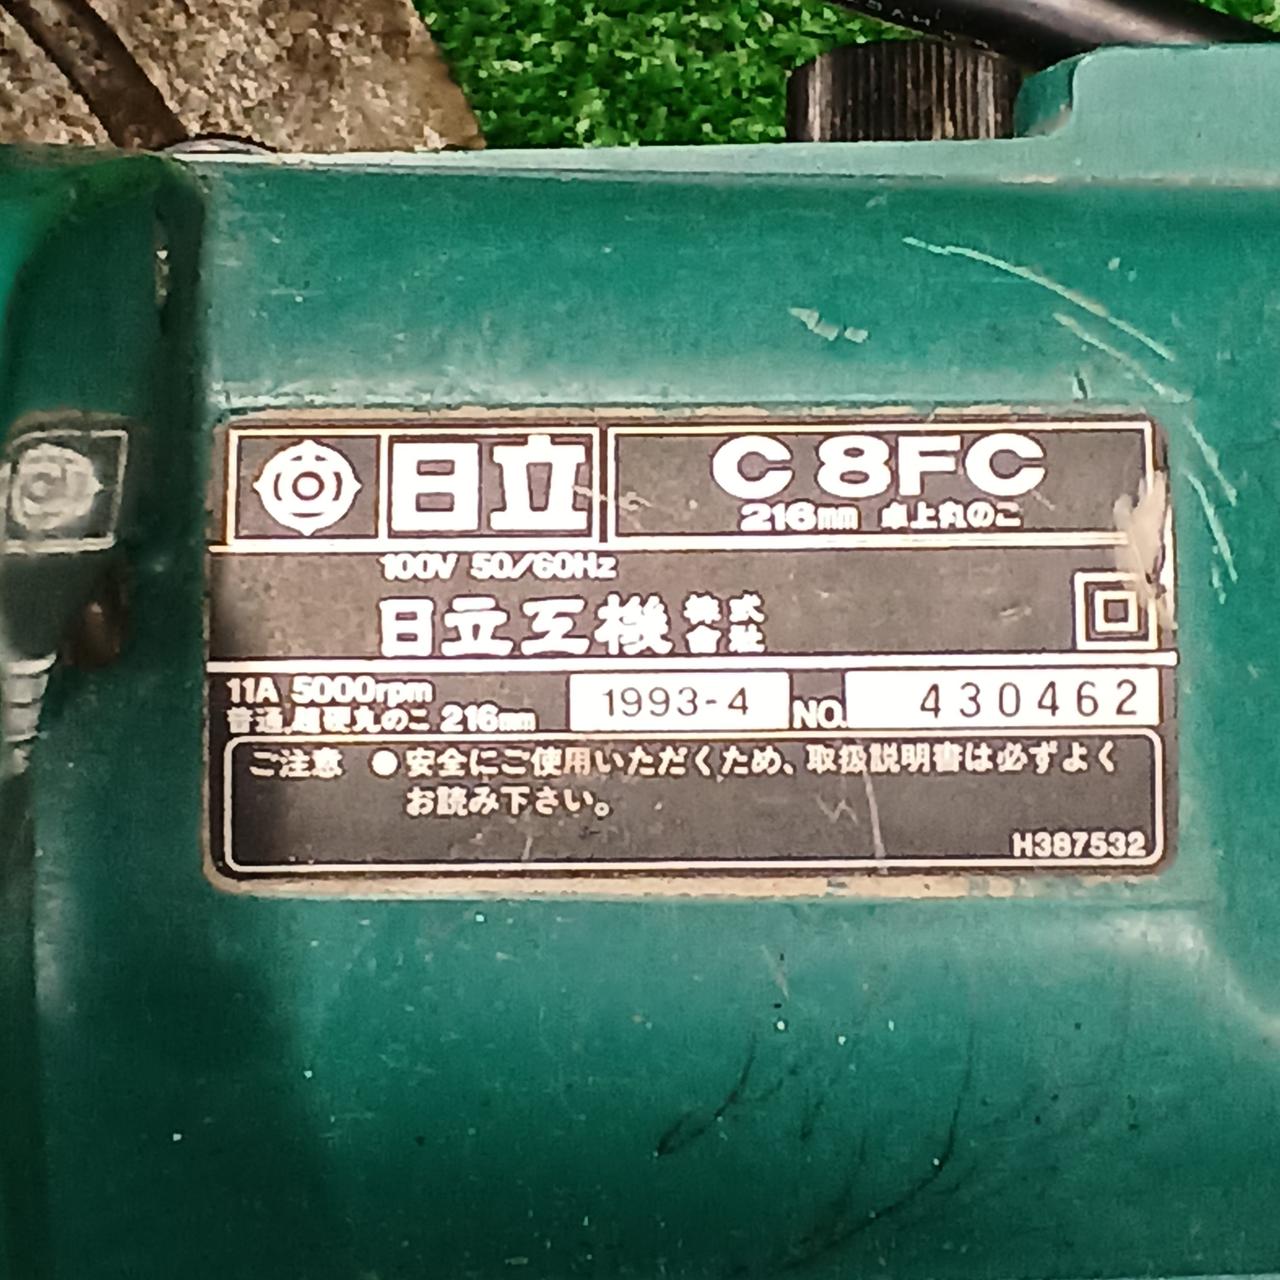 日立
C 8FC
216mm 卓上丸のこ
100V 50/60Hz
日立工機 株式會社
11A 5000rpm
普通,超硬丸のこ 216mm
1993-4
NO. 430462
ご注意 ●安全にご使用いただくため、取扱説明書は必ずよく
お読み下さい。
H387532